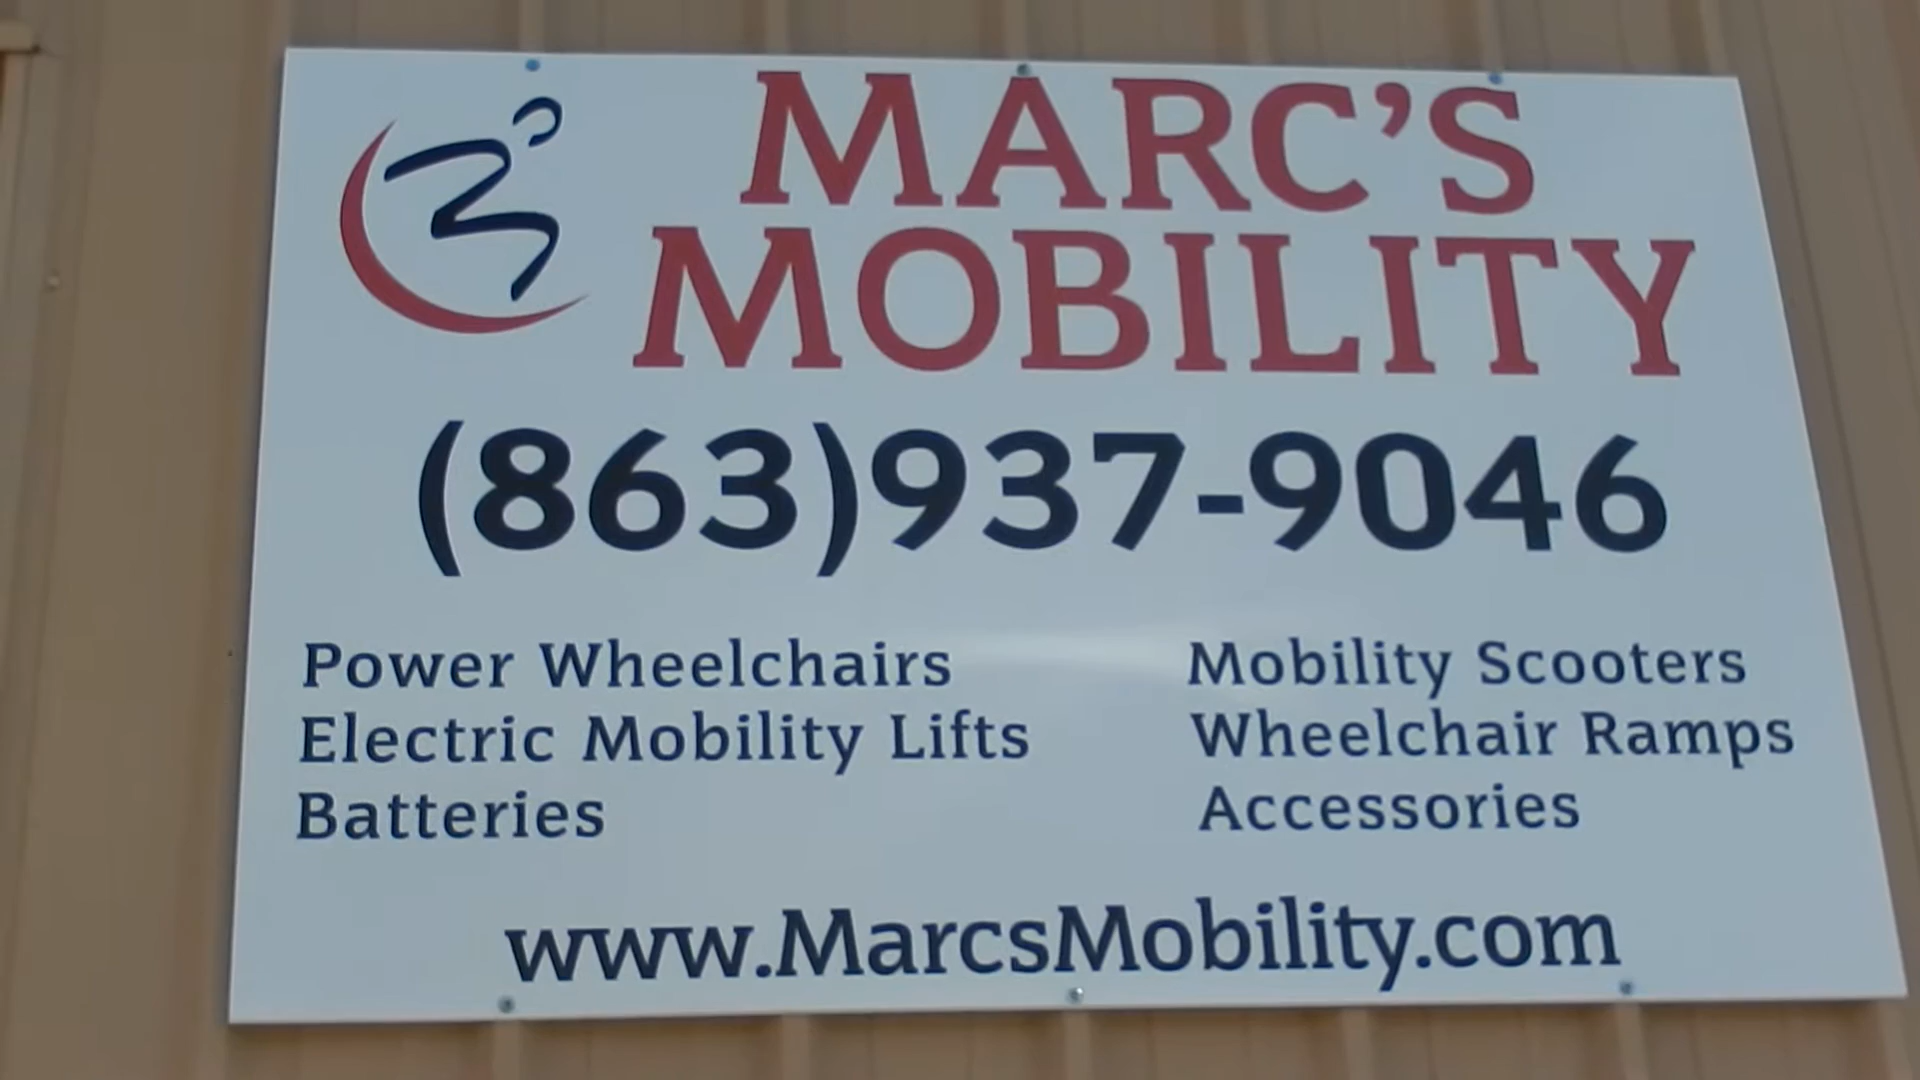 MARC'S
MOBILITY
(863)937-9046
Power Wheelchairs
Electric Mobility Lifts
Batteries
Mobility Scooters
Wheelchair Ramps
Accessories
www.MarcsMobility.com